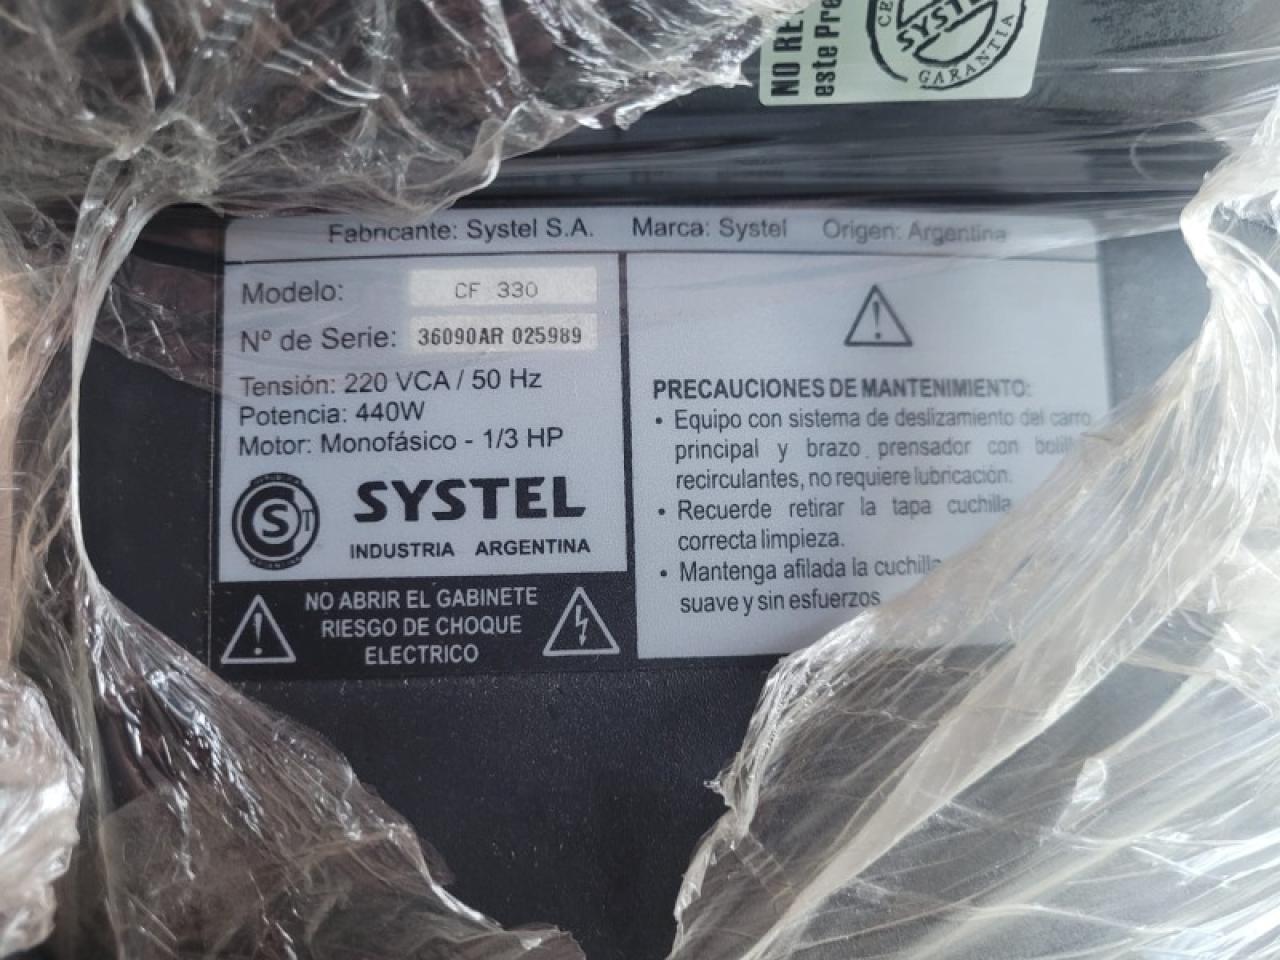 NO RE
este Pre
CE
SYSTE
GARANTIA
Fabricante: Systel S.A. Marca: Systel Origen: Argentina
Modelo: CF 330
Nº de Serie: 36090AR 025989
Tensión: 220 VCA / 50 Hz
Potencia: 440W
Motor: Monofásico - 1/3 HP
S T
SYSTEL
INDUSTRIA ARGENTINA
NO ABRIR EL GABINETE
RIESGO DE CHOQUE
ELECTRICO
PRECAUCIONES DE MANTENIMIENTO:
• Equipo con sistema de deslizamiento del carro
principal y brazo prensador con bolill
recirculantes, no requiere lubricación.
• Recuerde retirar la tapa cuchilla
correcta limpieza.
• Mantenga afilada la cuchilla
suave y sin esfuerzos